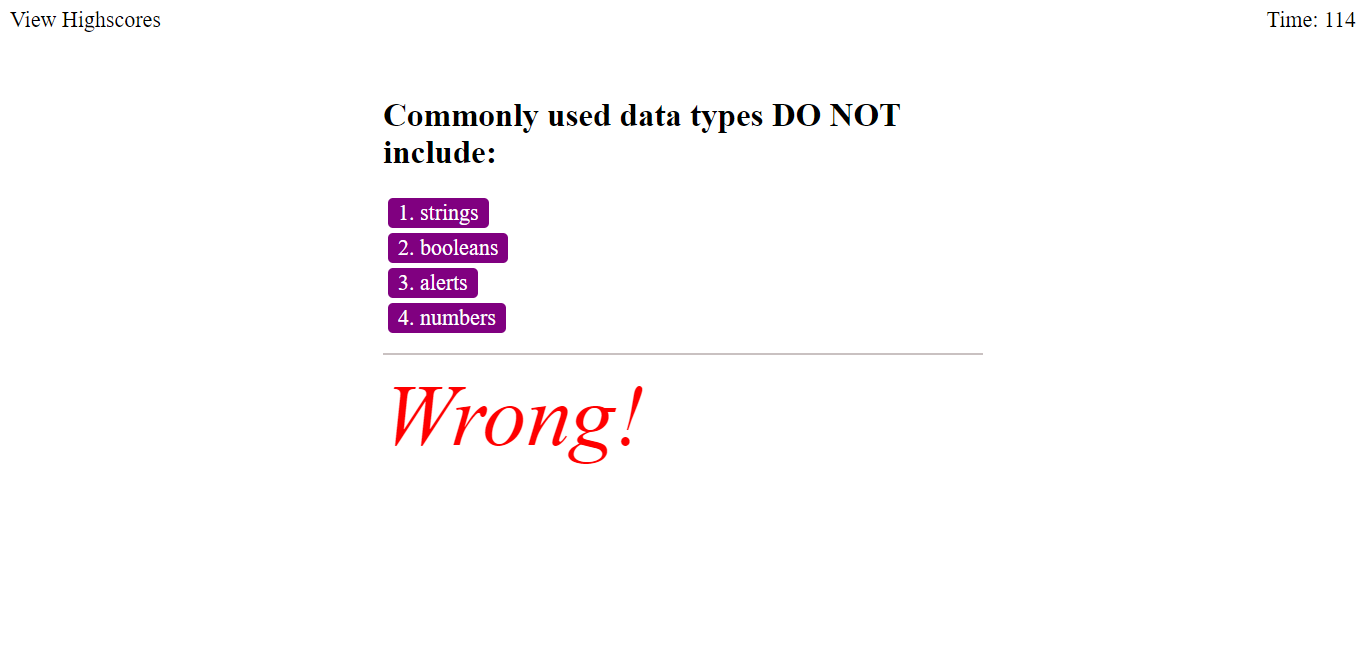 View Highscores
Time: 114
Commonly used data types DO NOT
include:
1. strings
2. booleans
3. alerts
4. numbers
Wrong!